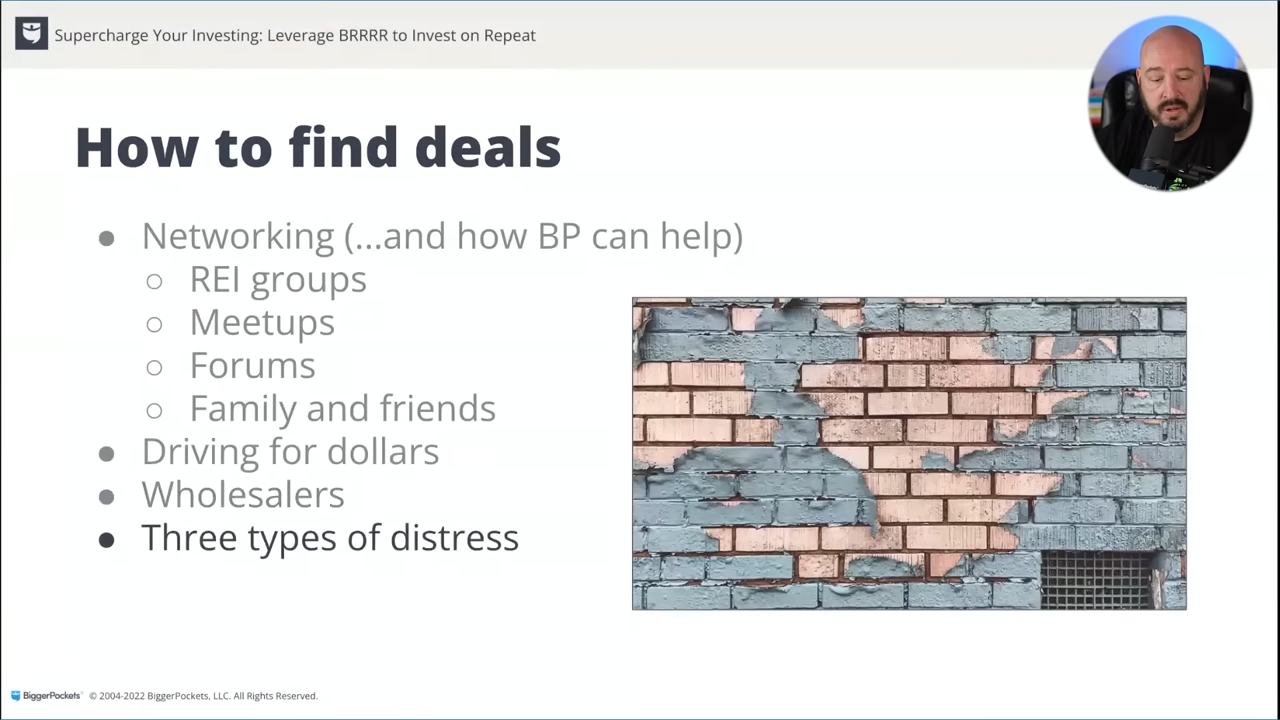 Supercharge Your Investing: Leverage BRRRR to Invest on Repeat
How to find deals
● Networking (...and how BP can help)
○ REI groups
○ Meetups
○ Forums
○ Family and friends
● Driving for dollars
● Wholesalers
● Three types of distress
BiggerPockets © 2004-2022 BiggerPockets, LLC. All Rights Reserved.